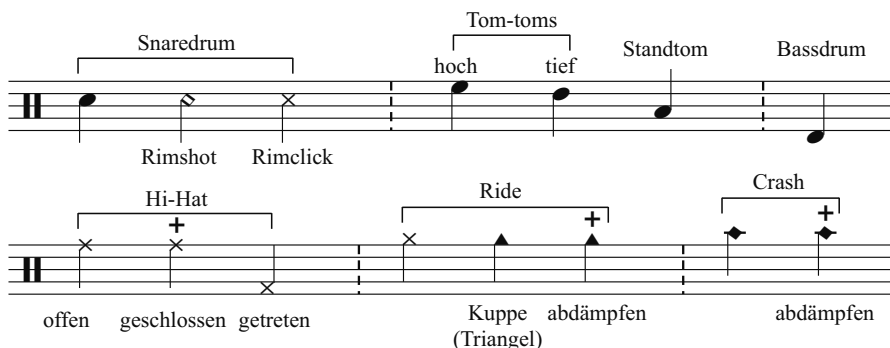 Snaredrum
Tom-toms
hoch tief
Standtom
Bassdrum
Rimshot Rimclick
Hi-Hat
Ride
Crash
+ + +
offen geschlossen getreten
Kuppe
(Triangel)
abdämpfen
abdämpfen